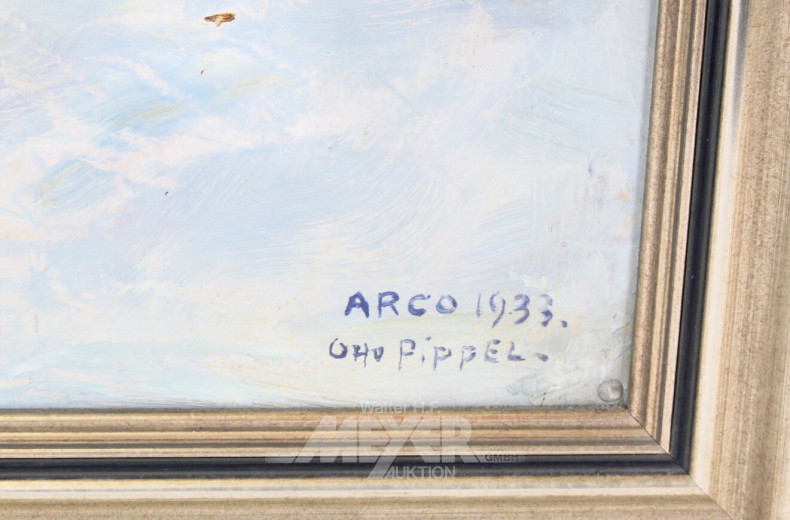 ARCO 1933.
Otto Pippel.
Walter H.F.
MEYER
GMBH
AUKTION